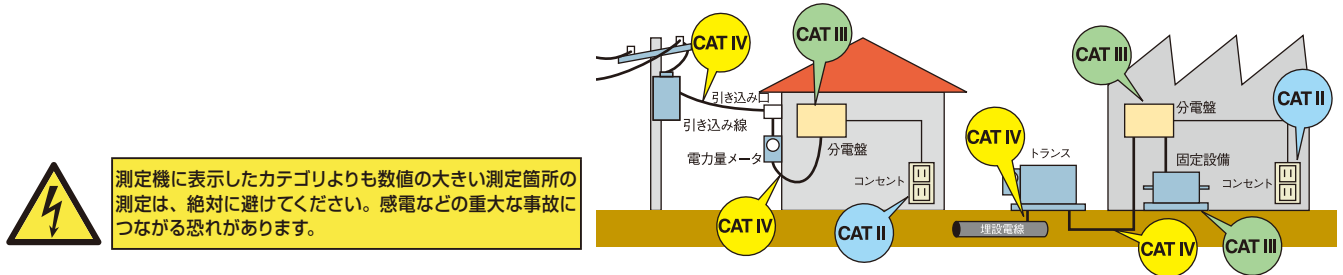 測定機に表示したカテゴリよりも数値の大きい測定箇所の
測定は、絶対に避けてください。感電などの重大な事故に
つながる恐れがあります。
CAT IV
CAT III
引き込み口
引き込み線
電力量メータ
分電盤
コンセント
CAT IV
CAT II
CAT IV
トランス
埋設電線
CAT III
分電盤
CAT II
固定設備
コンセント
CAT IV
CAT III